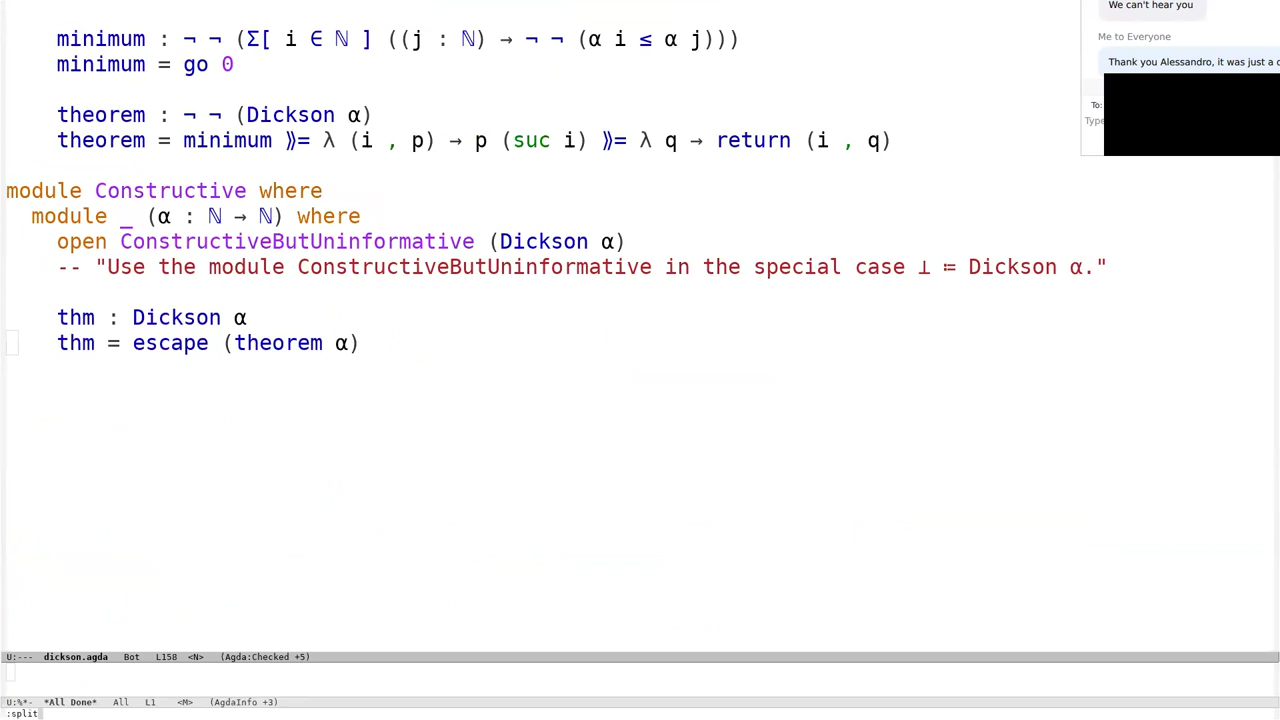 We can't hear you
Me to Everyone
Thank you Alessandro, it was just a
To:
Type
minimum : ¬ ¬ (Σ[ i ∈ ℕ ] ((j : ℕ) → ¬ ¬ (α i ≤ α j)))
minimum = go 0
theorem : ¬ ¬ (Dickson α)
theorem = minimum ⟫= λ (i , p) → p (suc i) ⟫= λ q → return (i , q)
module Constructive where
module _ (α : ℕ → ℕ) where
open ConstructiveButUninformative (Dickson α)
-- "Use the module ConstructiveButUninformative in the special case ⊥ ≔ Dickson α."
thm : Dickson α
thm = escape (theorem α)
U:--- dickson.agda Bot L158 <N> (Agda:Checked +5)
U:%*- *All Done* All L1 <M> (AgdaInfo +3)
:split